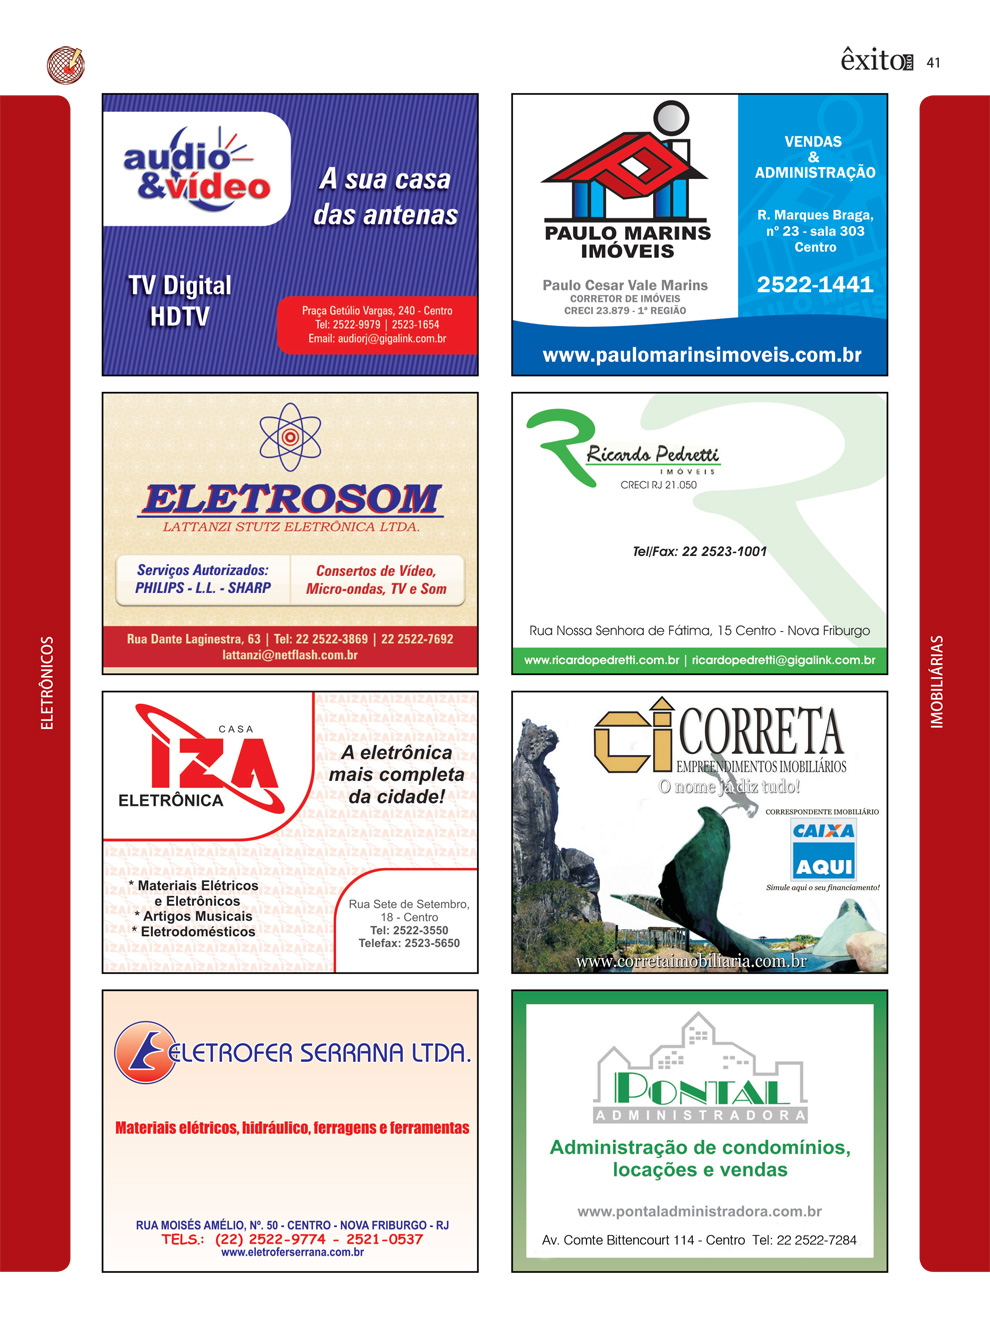 êxito RIO 41
ELETRÔNICOS
audio
&vídeo
A sua casa
das antenas
TV Digital
HDTV
Praça Getúlio Vargas, 240 - Centro
Tel: 2522-9979 | 2523-1654
Email: audiorj@gigalink.com.br
ELETROSOM
LATTANZI STUTZ ELETRÔNICA LTDA.
Serviços Autorizados:
PHILIPS - L.L. - SHARP
Consertos de Vídeo,
Micro-ondas, TV e Som
Rua Dante Laginestra, 63 | Tel: 22 2522-3869 | 22 2522-7692
lattanzi@netflash.com.br
CASA
IZA
ELETRÔNICA
A eletrônica
mais completa
da cidade!
* Materiais Elétricos
e Eletrônicos
* Artigos Musicais
* Eletrodomésticos
Rua Sete de Setembro,
18 - Centro
Tel: 2522-3550
Telefax: 2523-5650
ELETROFER SERRANA LTDA.
Materiais elétricos, hidráulico, ferragens e ferramentas
RUA MOISÉS AMÉLIO, Nº. 50 - CENTRO - NOVA FRIBURGO - RJ
TELS.: (22) 2522-9774 - 2521-0537
www.eletroferserrana.com.br
PAULO MARINS
IMÓVEIS
Paulo Cesar Vale Marins
CORRETOR DE IMÓVEIS
CRECI 23.879 - 1ª REGIÃO
VENDAS
&
ADMINISTRAÇÃO
R. Marques Braga,
nº 23 - sala 303
Centro
2522-1441
www.paulomarinsimoveis.com.br
Ricardo Pedretti
IMÓVEIS
CRECI RJ 21.050
Tel/Fax: 22 2523-1001
Rua Nossa Senhora de Fátima, 15 Centro - Nova Friburgo
www.ricardopedretti.com.br | ricardopedretti@gigalink.com.br
CI CORRETA
EMPREENDIMENTOS IMOBILIÁRIOS
O nome já diz tudo!
CORRESPONDENTE IMOBILIÁRIO
CAIXA
AQUI
Simule aqui o seu financiamento!
www.corretaimobiliaria.com.br
PONTAL
ADMINISTRADORA
Administração de condomínios,
locações e vendas
www.pontaladministradora.com.br
Av. Comte Bittencourt 114 - Centro Tel: 22 2522-7284
IMOBILIÁRIAS